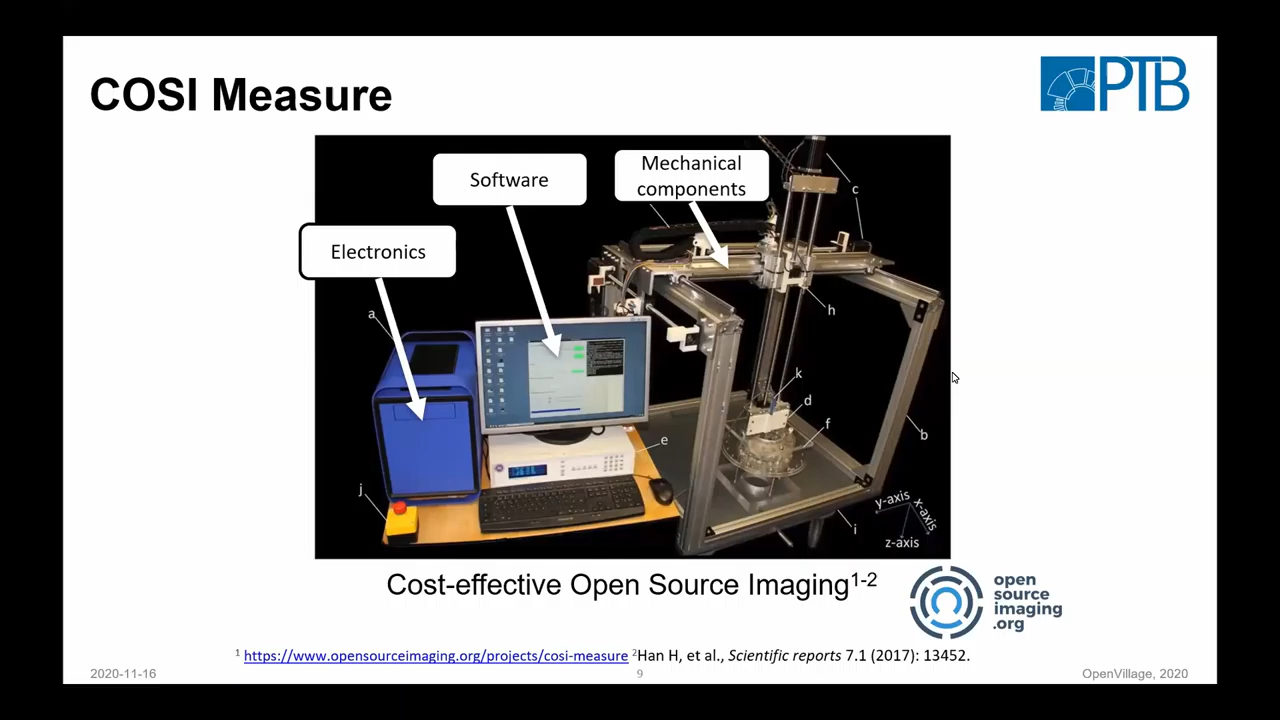 COSI Measure
PTB
Software
Mechanical
components
Electronics
c
a
h
k
d
f
b
e
j
i
y-axis
x-axis
z-axis
Cost-effective Open Source Imaging1-2
open
source
imaging
.org
1 https://www.opensourceimaging.org/projects/cosi-measure 2Han H, et al., Scientific reports 7.1 (2017): 13452.
2020-11-16
9
OpenVillage, 2020